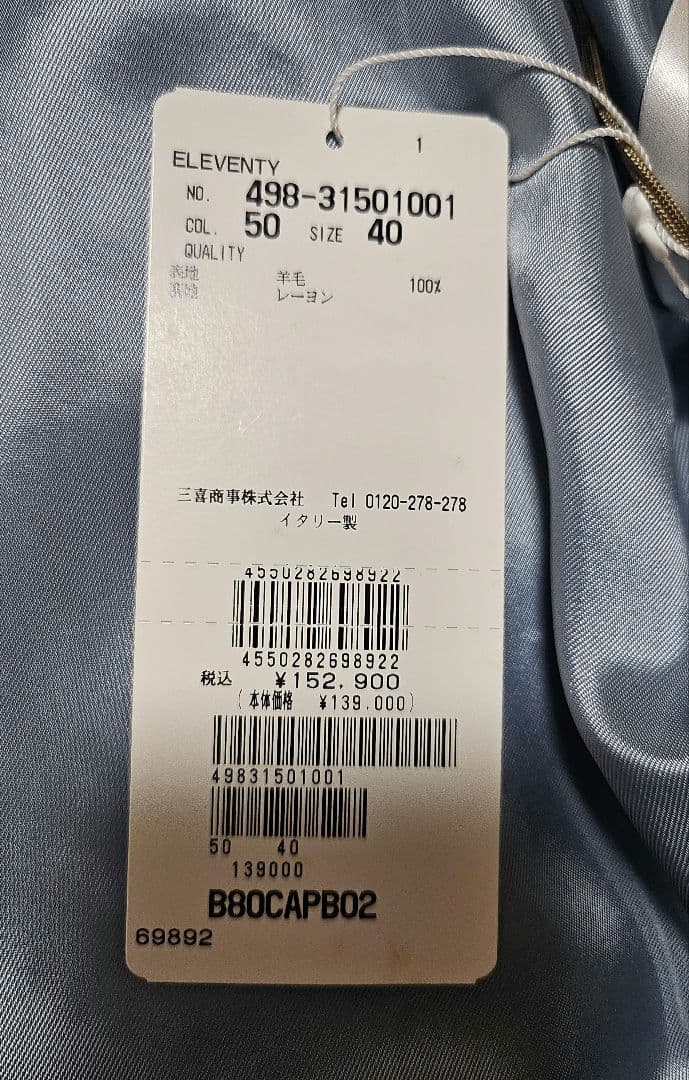 1
ELEVENTY
NO. 498-31501001
COL. 50 SIZE 40
QUALITY
表地 羊毛 100%
裏地 レーヨン
三喜商事株式会社 Tel 0120-278-278
イタリー製
4550282698922
4550282698922
税込 ¥152,900
(本体価格 ¥139,000)
49831501001
50 40
139000
B80CAPB02
69892